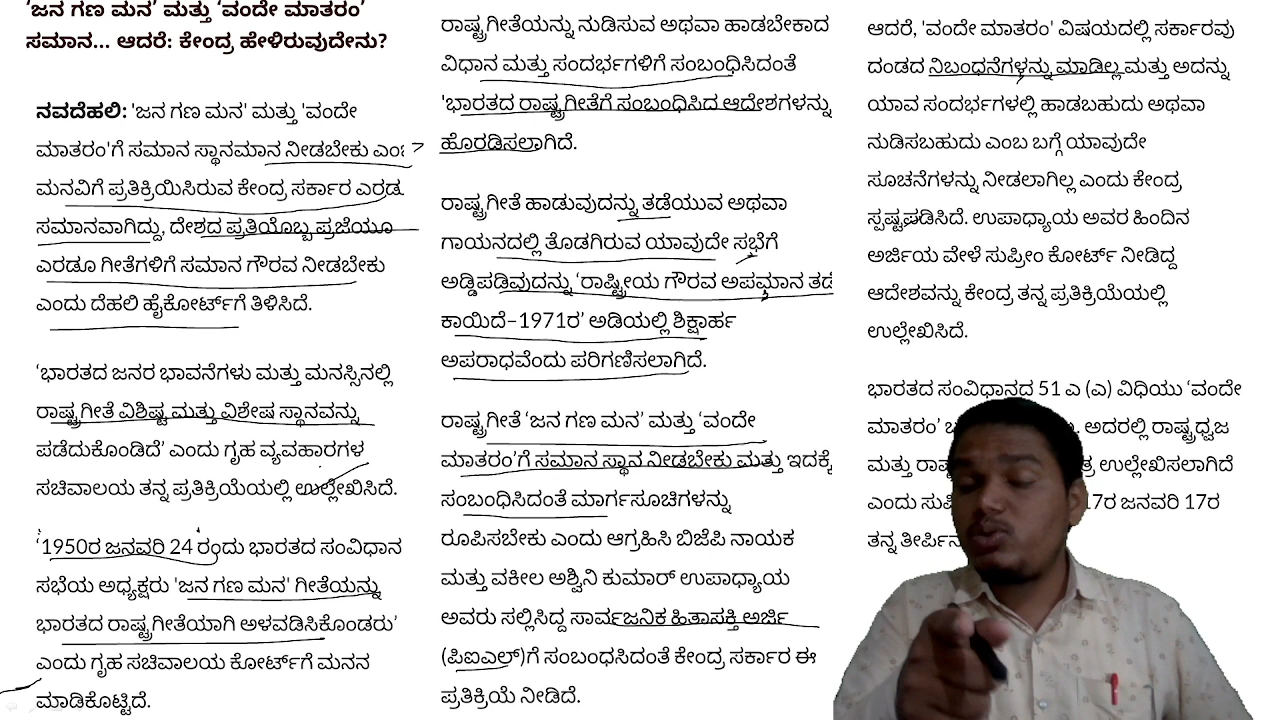 'ಜನ ಗಣ ಮನ' ಮತ್ತು 'ವಂದೇ ಮಾತರಂ'
ಸಮಾನ... ಆದರೆ: ಕೇಂದ್ರ ಹೇಳಿರುವುದೇನು?
ನವದೆಹಲಿ: 'ಜನ ಗಣ ಮನ' ಮತ್ತು 'ವಂದೇ
ಮಾತರಂ'ಗೆ ಸಮಾನ ಸ್ಥಾನಮಾನ ನೀಡಬೇಕು
ಮನವಿಗೆ ಪ್ರತಿಕ್ರಿಯಿಸಿರುವ ಕೇಂದ್ರ ಸರ್ಕಾರ
ಸಮಾನವಾಗಿದ್ದು, ದೇಶದ ಪ್ರತಿಯೊಬ್ಬ ಪ್ರಜೆಯೂ
ಎರಡೂ ಗೀತೆಗಳಿಗೆ ಸಮಾನ ಗೌರವ ನೀಡಬೇಕು
ಎಂದು ದೆಹಲಿ ಹೈಕೋರ್ಟ್‌ಗೆ ತಿಳಿಸಿದೆ.
'ಭಾರತದ ಜನರ ಭಾವನೆಗಳು ಮತ್ತು ಮನಸ್ಸಿನಲ್ಲಿ
ರಾಷ್ಟ್ರಗೀತೆ ವಿಶಿಷ್ಟ ಮತ್ತು ವಿಶೇಷ ಸ್ಥಾನವನ್ನು
ಪಡೆದುಕೊಂಡಿದೆ' ಎಂದು ಗೃಹ ವ್ಯವಹಾರಗಳ
ಸಚಿವಾಲಯ ತನ್ನ ಪ್ರತಿಕ್ರಿಯೆಯಲ್ಲಿ ಉಲ್ಲೇಖಿಸಿದೆ.
'1950ರ ಜನವರಿ 24 ರಂದು ಭಾರತದ ಸಂವಿಧಾನ
ಸಭೆಯ ಅಧ್ಯಕ್ಷರು 'ಜನ ಗಣ ಮನ' ಗೀತೆಯನ್ನು
ಭಾರತದ ರಾಷ್ಟ್ರಗೀತೆಯಾಗಿ ಅಳವಡಿಸಿಕೊಂಡರು'
ಎಂದು ಗೃಹ ಸಚಿವಾಲಯ ಕೋರ್ಟ್‌ಗೆ ಮನನ
ಮಾಡಿಕೊಟ್ಟಿದೆ.
ರಾಷ್ಟ್ರಗೀತೆಯನ್ನು ನುಡಿಸುವ ಅಥವಾ ಹಾಡಬೇಕಾದ
ವಿಧಾನ ಮತ್ತು ಸಂದರ್ಭಗಳಿಗೆ ಸಂಬಂಧಿಸಿದಂತೆ
'ಭಾರತದ ರಾಷ್ಟ್ರಗೀತೆಗೆ ಸಂಬಂಧಿಸಿದ ಆದೇಶಗಳನ್ನು
ಹೊರಡಿಸಲಾಗಿದೆ.
ರಾಷ್ಟ್ರಗೀತೆ ಹಾಡುವುದನ್ನು ತಡೆಯುವ ಅಥವಾ
ಗಾಯನದಲ್ಲಿ ತೊಡಗಿರುವ ಯಾವುದೇ ಸಭೆಗೆ
ಅಡ್ಡಿಪಡಿವುದನ್ನು 'ರಾಷ್ಟ್ರೀಯ ಗೌರವ ಅಪಮಾನ ತಡೆ
ಕಾಯಿದೆ–1971ರ' ಅಡಿಯಲ್ಲಿ ಶಿಕ್ಷಾರ್ಹ
ಅಪರಾಧವೆಂದು ಪರಿಗಣಿಸಲಾಗಿದೆ.
ರಾಷ್ಟ್ರಗೀತೆ 'ಜನ ಗಣ ಮನ' ಮತ್ತು 'ವಂದೇ
ಮಾತರಂ'ಗೆ ಸಮಾನ ಸ್ಥಾನ ನೀಡಬೇಕು ಮತ್ತು ಇದಕ್ಕೆ
ಸಂಬಂಧಿಸಿದಂತೆ ಮಾರ್ಗಸೂಚಿಗಳನ್ನು
ರೂಪಿಸಬೇಕು ಎಂದು ಆಗ್ರಹಿಸಿ ಬಿಜೆಪಿ ನಾಯಕ
ಮತ್ತು ವಕೀಲ ಅಶ್ವಿನಿ ಕುಮಾರ್ ಉಪಾಧ್ಯಾಯ
ಅವರು ಸಲ್ಲಿಸಿದ್ದ ಸಾರ್ವಜನಿಕ ಹಿತಾಸಕ್ತಿ ಅರ್ಜಿ
(ಪಿಐಎಲ್)ಗೆ ಸಂಬಂಧಸಿದಂತೆ ಕೇಂದ್ರ ಸರ್ಕಾರ ಈ
ಪ್ರತಿಕ್ರಿಯೆ ನೀಡಿದೆ.
ಆದರೆ, 'ವಂದೇ ಮಾತರಂ' ವಿಷಯದಲ್ಲಿ ಸರ್ಕಾರವು
ದಂಡದ ನಿಬಂಧನೆಗಳನ್ನು ಮಾಡಿಲ್ಲ ಮತ್ತು ಅದನ್ನು
ಯಾವ ಸಂದರ್ಭಗಳಲ್ಲಿ ಹಾಡಬಹುದು ಅಥವಾ
ನುಡಿಸಬಹುದು ಎಂಬ ಬಗ್ಗೆ ಯಾವುದೇ
ಸೂಚನೆಗಳನ್ನು ನೀಡಲಾಗಿಲ್ಲ ಎಂದು ಕೇಂದ್ರ
ಸ್ಪಷ್ಟಪಡಿಸಿದೆ. ಉಪಾಧ್ಯಾಯ ಅವರ ಹಿಂದಿನ
ಅರ್ಜಿಯ ವೇಳೆ ಸುಪ್ರೀಂ ಕೋರ್ಟ್ ನೀಡಿದ್ದ
ಆದೇಶವನ್ನು ಕೇಂದ್ರ ತನ್ನ ಪ್ರತಿಕ್ರಿಯೆಯಲ್ಲಿ
ಉಲ್ಲೇಖಿಸಿದೆ.
ಭಾರತದ ಸಂವಿಧಾನದ 51 ಎ (ಎ) ವಿಧಿಯು 'ವಂದೇ
ಮಾತರಂ' ಅದರಲ್ಲಿ ರಾಷ್ಟ್ರಧ್ವಜ
ಮತ್ತು ಉಲ್ಲೇಖಿಸಲಾಗಿದೆ
ಎಂದು ಜನವರಿ 17ರ
ತನ್ನ